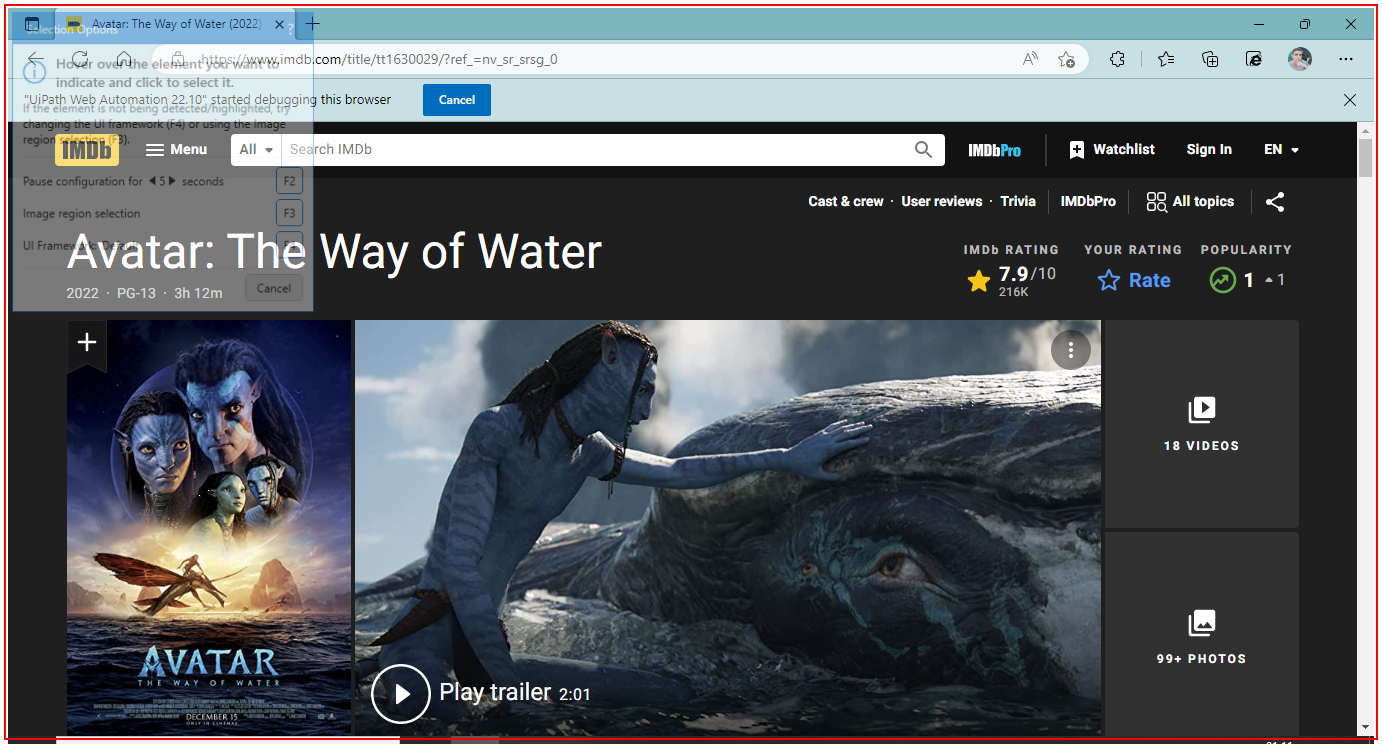 Avatar: The Way of Water (2022)
Selection Options
?
https://www.imdb.com/title/tt1630029/?ref_=nv_sr_srsg_0
Hover over the element you want to
indicate and click to select it.
"UiPath Web Automation 22.10" started debugging this browser
Cancel
If the element is not being detected/highlighted, try
changing the UI framework (F4) or using the Image
region selection (F3).
IMDb
Menu
All
Search IMDb
IMDbPro
Watchlist
Sign In
EN
Pause configuration for 5 seconds
F2
Image region selection
F3
UI Framework: Default
Cancel
Cast & crew · User reviews · Trivia
IMDbPro
All topics
Avatar: The Way of Water
2022 · PG-13 · 3h 12m
IMDb RATING
7.9/10
216K
YOUR RATING
Rate
POPULARITY
1
1
AVATAR
THE WAY OF WATER
DECEMBER 15
ONLY IN CINEMAS
Play trailer 2:01
18 VIDEOS
99+ PHOTOS